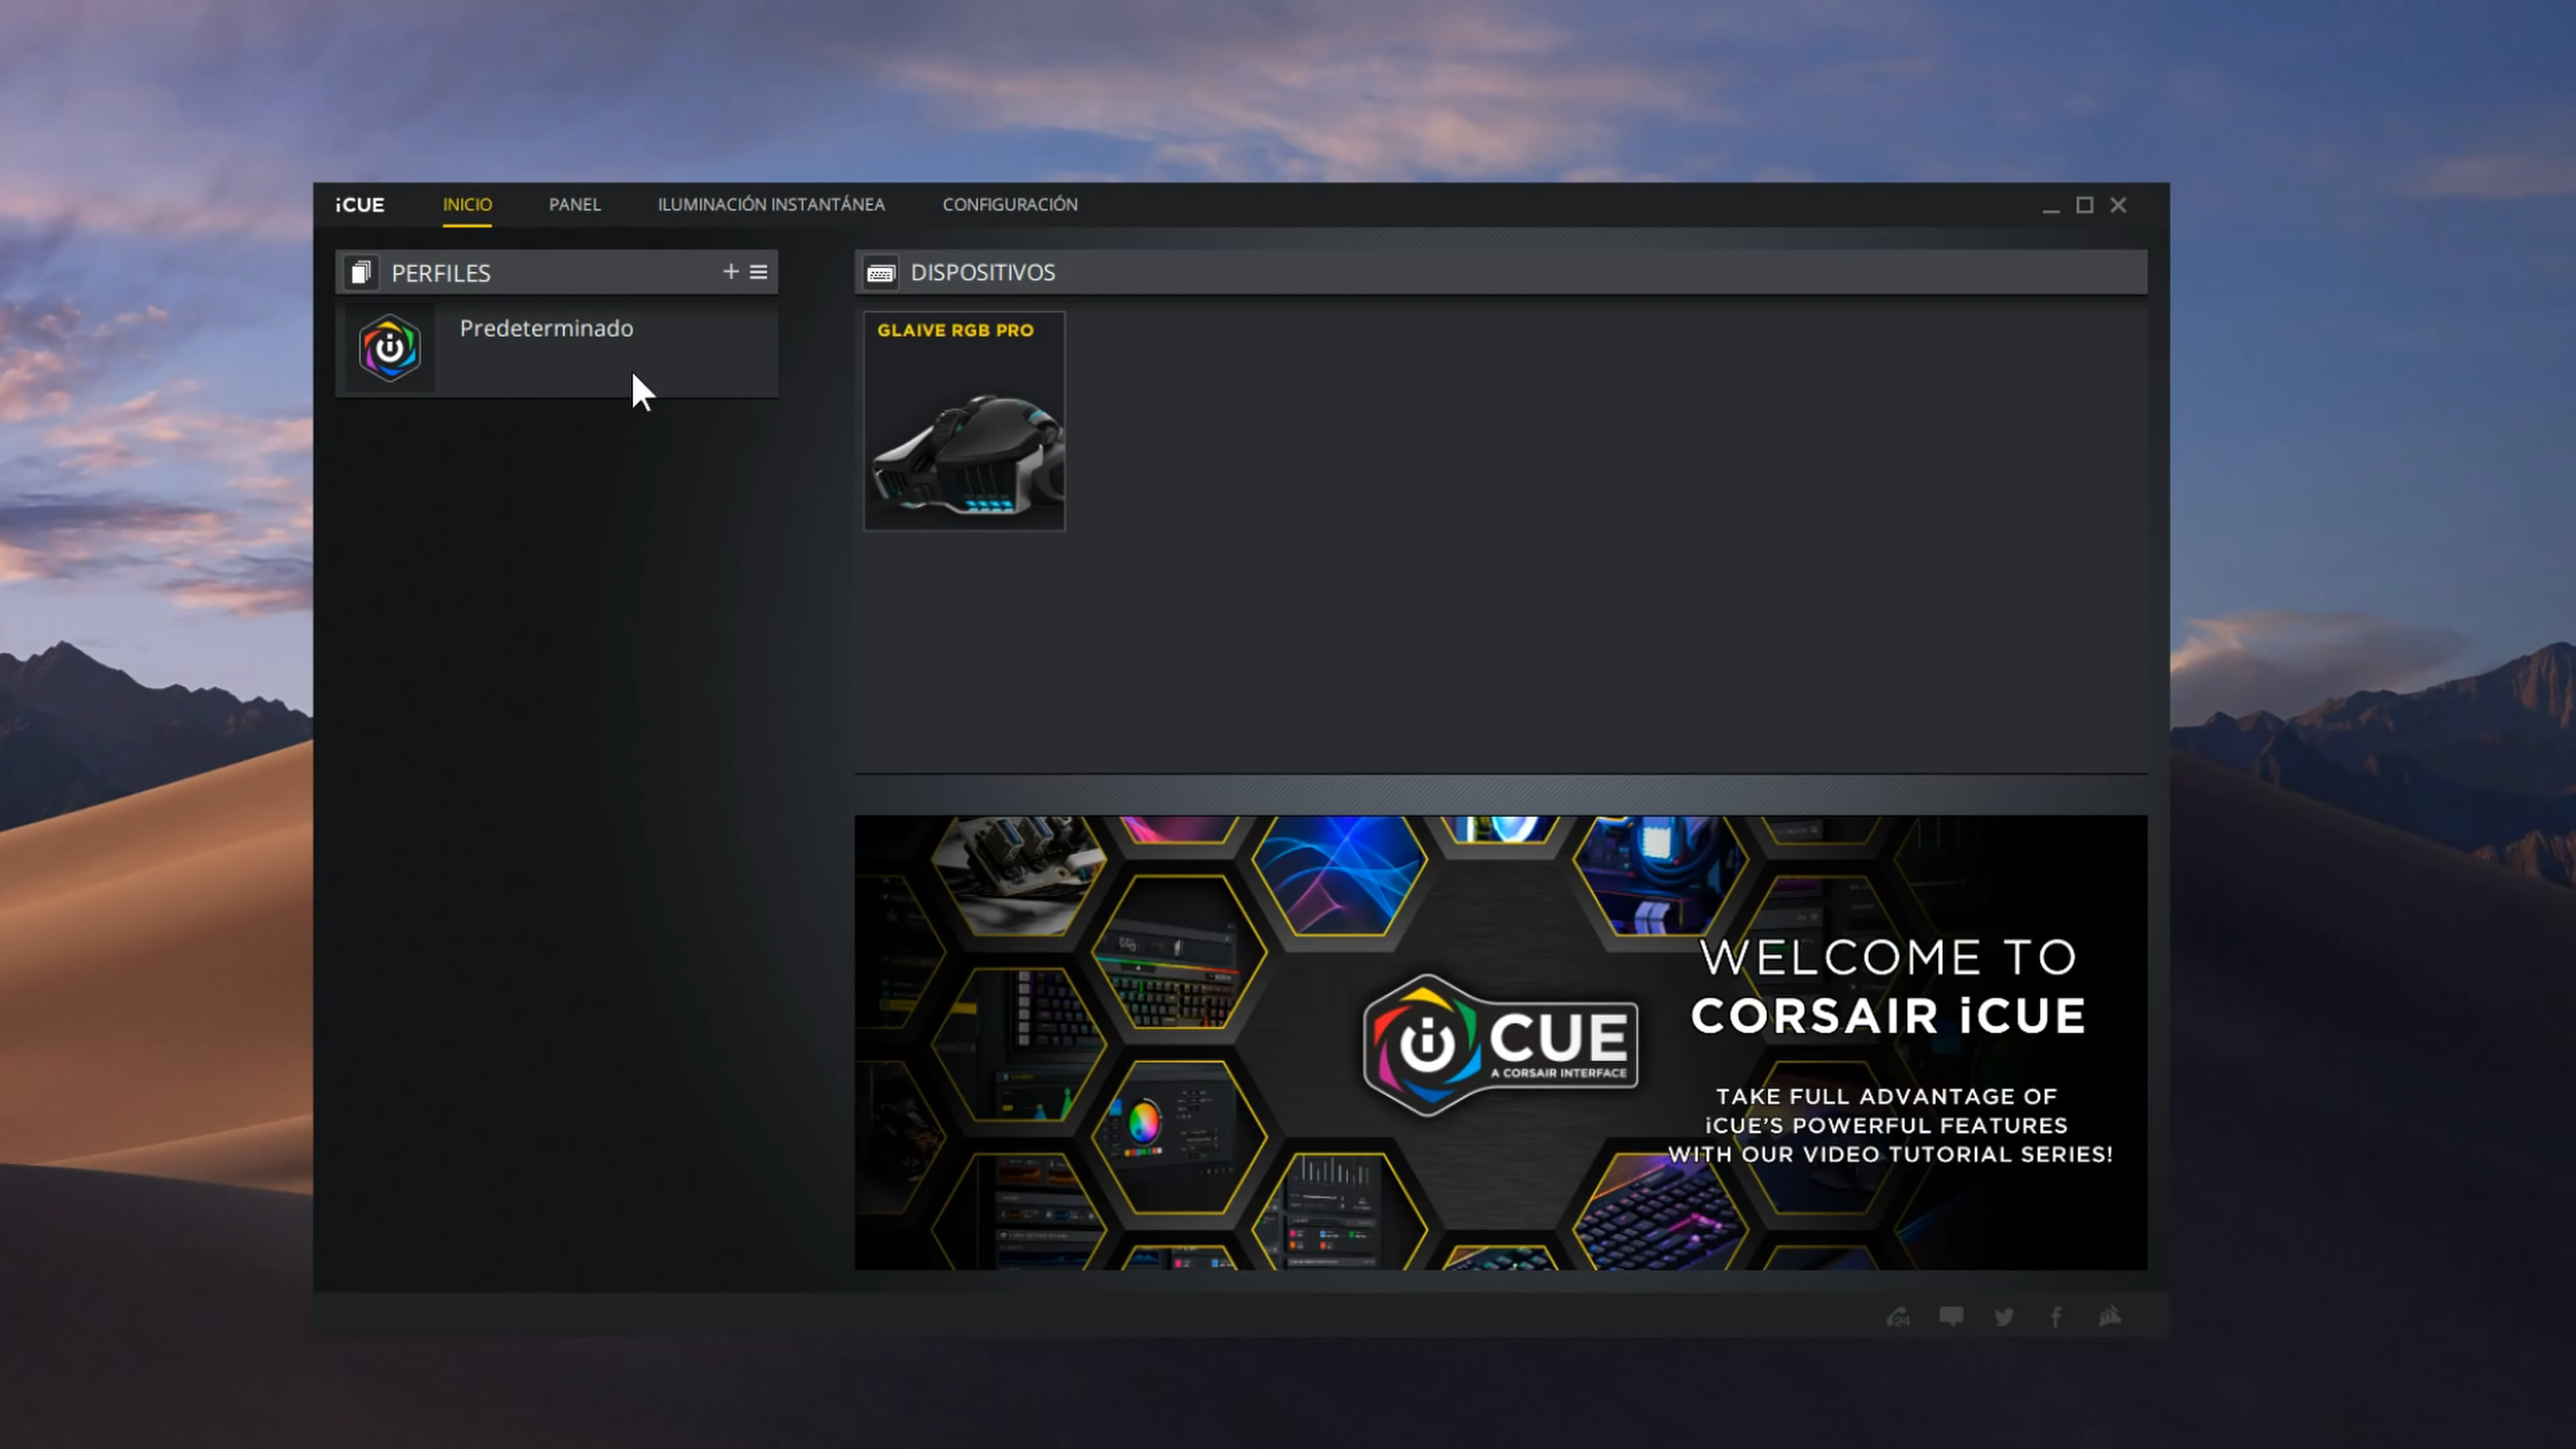 iCUE INICIO PANEL ILUMINACIÓN INSTANTÁNEA CONFIGURACIÓN
PERFILES
Predeterminado
DISPOSITIVOS
GLAIVE RGB PRO
CUE
A CORSAIR INTERFACE
WELCOME TO
CORSAIR iCUE
TAKE FULL ADVANTAGE OF
iCUE'S POWERFUL FEATURES
WITH OUR VIDEO TUTORIAL SERIES!
24